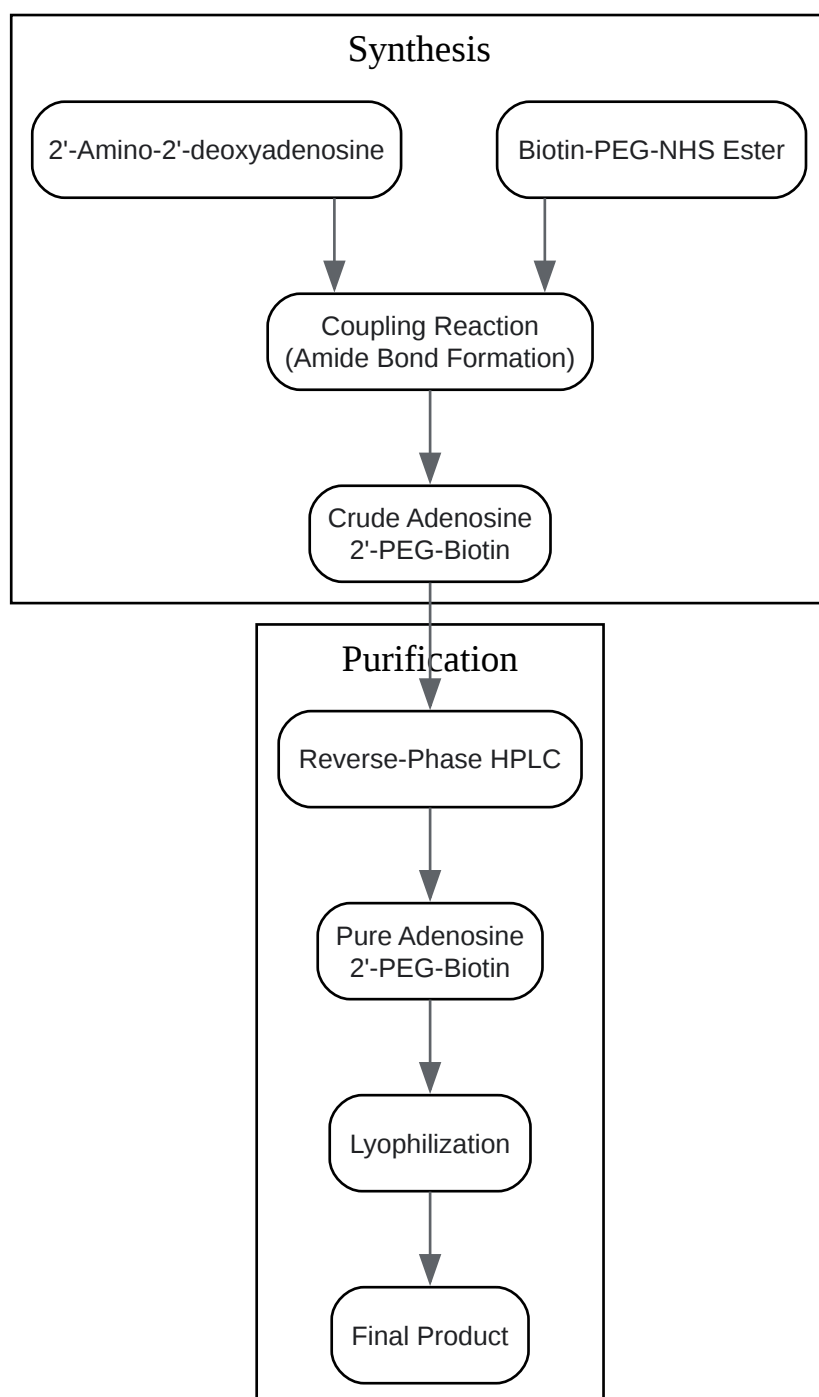 Synthesis
2'-Amino-2'-deoxyadenosine
Biotin-PEG-NHS Ester
Coupling Reaction
(Amide Bond Formation)
Crude Adenosine
2'-PEG-Biotin
Purification
Reverse-Phase HPLC
Pure Adenosine
2'-PEG-Biotin
Lyophilization
Final Product